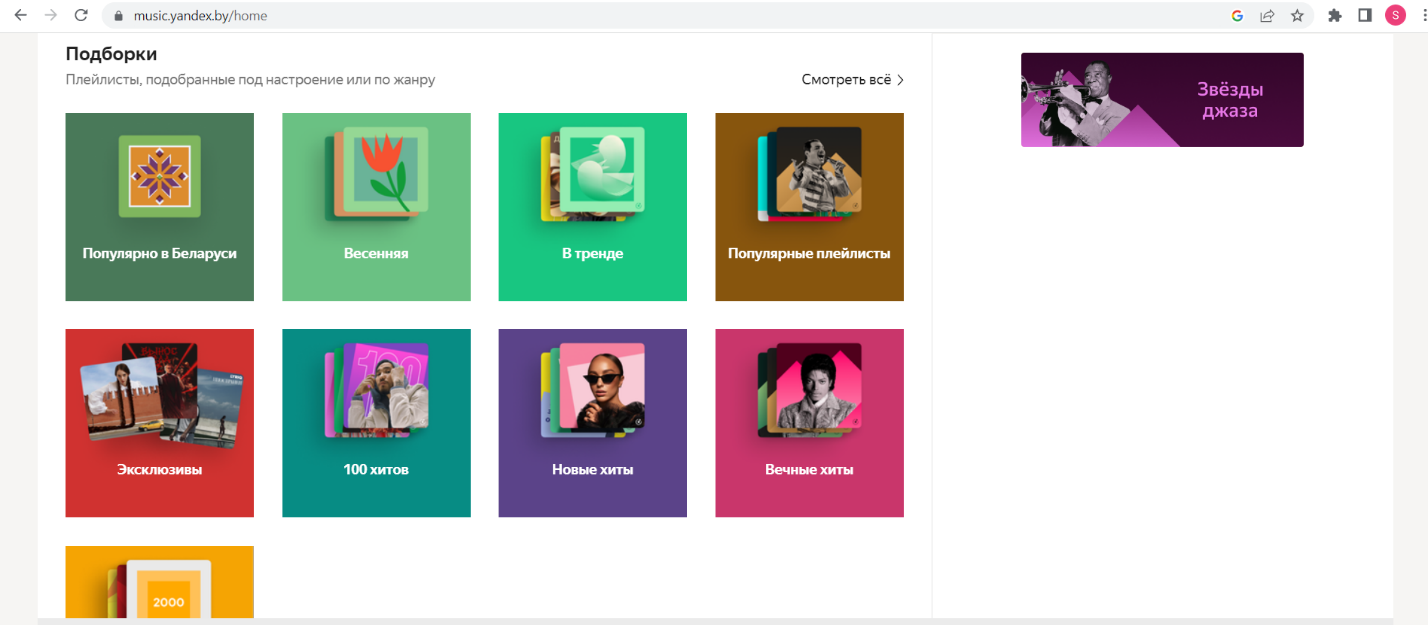 music.yandex.by/home
S
Подборки
Плейлисты, подобранные под настроение или по жанру
Смотреть всё
Звёзды
джаза
Популярно в Беларуси
Весенняя
В тренде
Популярные плейлисты
100
Эксклюзивы
100 хитов
Новые хиты
Вечные хиты
2000